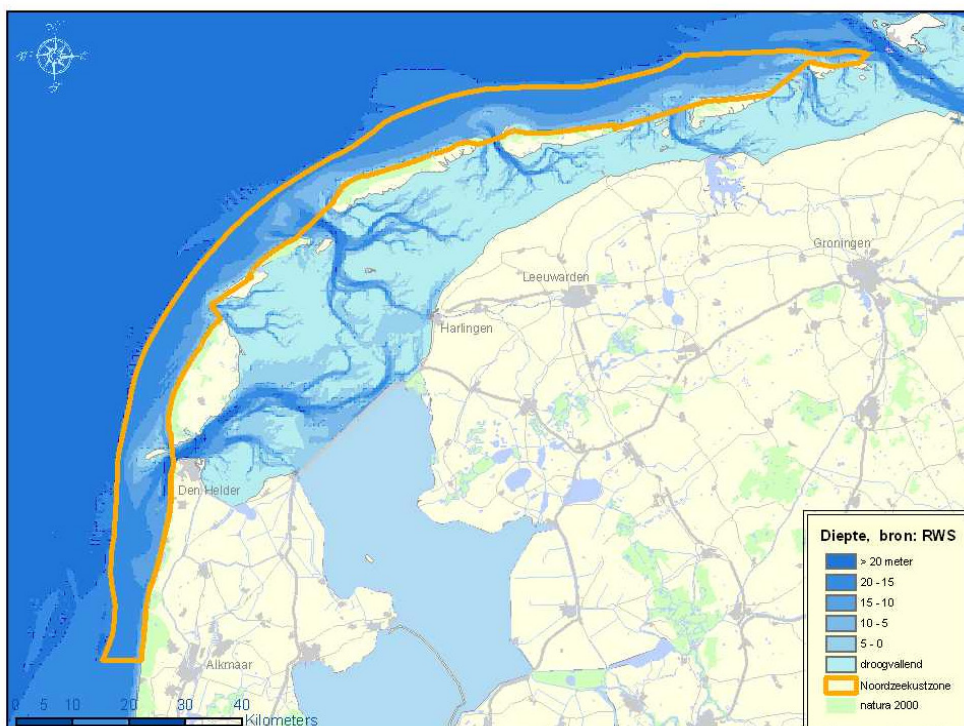 Groningen
Leeuwarden
Harlingen
Den Helder
Alkmaar
0 5 10 20 30 40
Kilometers
Diepte, bron: RWS
> 20 meter
20 - 15
15 - 10
10 - 5
5 - 0
droogvallend
Noordzeekustzone
natura 2000